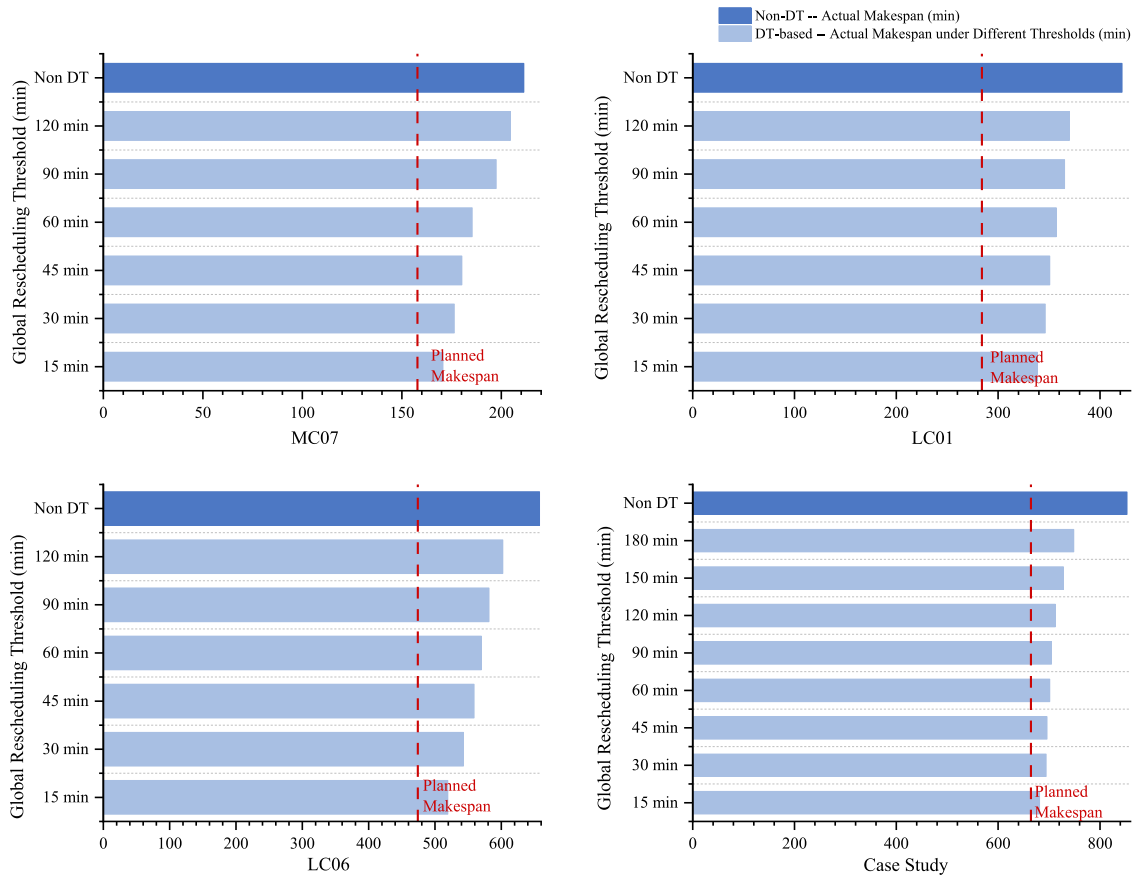 Non-DT -- Actual Makespan (min)
DT-based – Actual Makespan under Different Thresholds (min)
Global Rescheduling Threshold (min)
Non DT
120 min
90 min
60 min
45 min
30 min
15 min
Planned
Makespan
0 50 100 150 200
MC07
Global Rescheduling Threshold (min)
Non DT
120 min
90 min
60 min
45 min
30 min
15 min
Planned
Makespan
0 100 200 300 400
LC01
Global Rescheduling Threshold (min)
Non DT
120 min
90 min
60 min
45 min
30 min
15 min
Planned
Makespan
0 100 200 300 400 500 600
LC06
Global Rescheduling Threshold (min)
Non DT
180 min
150 min
120 min
90 min
60 min
45 min
30 min
15 min
Planned
Makespan
0 200 400 600 800
Case Study